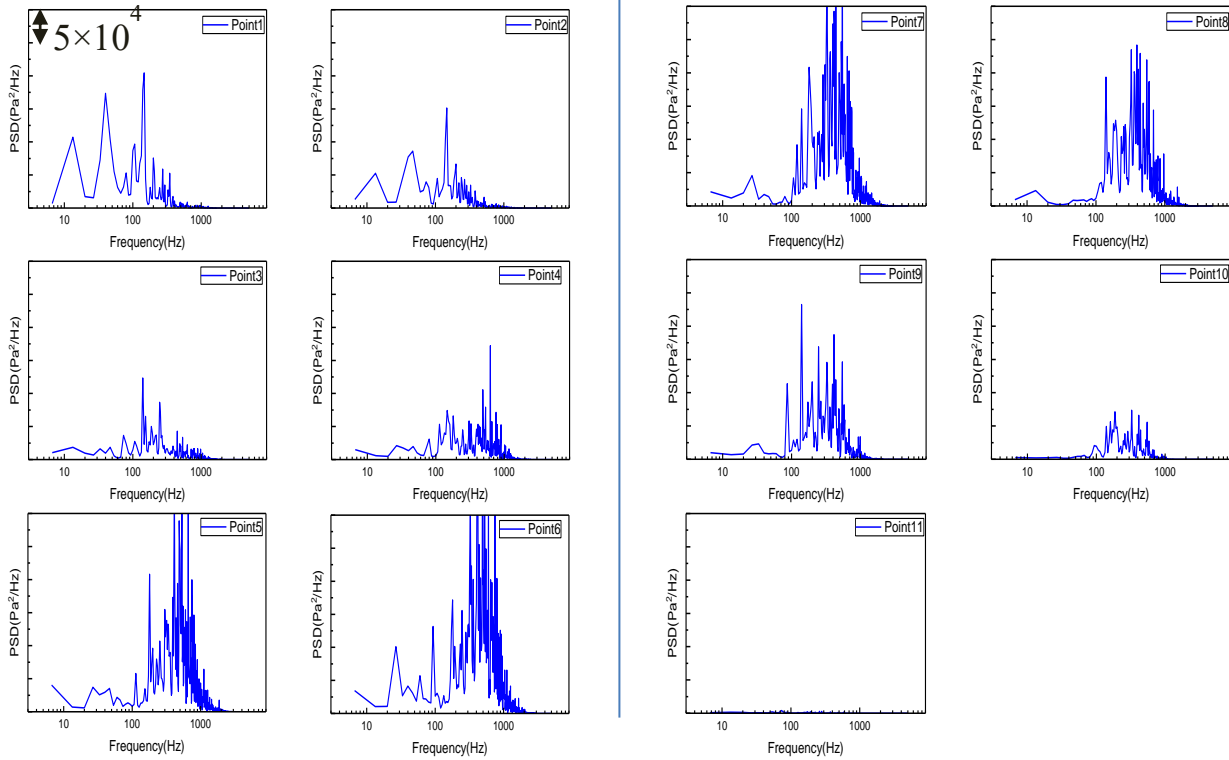 5×10⁴
PSD(Pa²/Hz)
Point1
10 100 1000
Frequency(Hz)
PSD(Pa²/Hz)
Point2
10 100 1000
Frequency(Hz)
PSD(Pa²/Hz)
Point3
10 100 1000
Frequency(Hz)
PSD(Pa²/Hz)
Point4
10 100 1000
Frequency(Hz)
PSD(Pa²/Hz)
Point5
10 100 1000
Frequency(Hz)
PSD(Pa²/Hz)
Point6
10 100 1000
Frequency(Hz)
PSD(Pa²/Hz)
Point7
10 100 1000
Frequency(Hz)
PSD(Pa²/Hz)
Point8
10 100 1000
Frequency(Hz)
PSD(Pa²/Hz)
Point9
10 100 1000
Frequency(Hz)
PSD(Pa²/Hz)
Point10
10 100 1000
Frequency(Hz)
PSD(Pa²/Hz)
Point11
10 100 1000
Frequency(Hz)